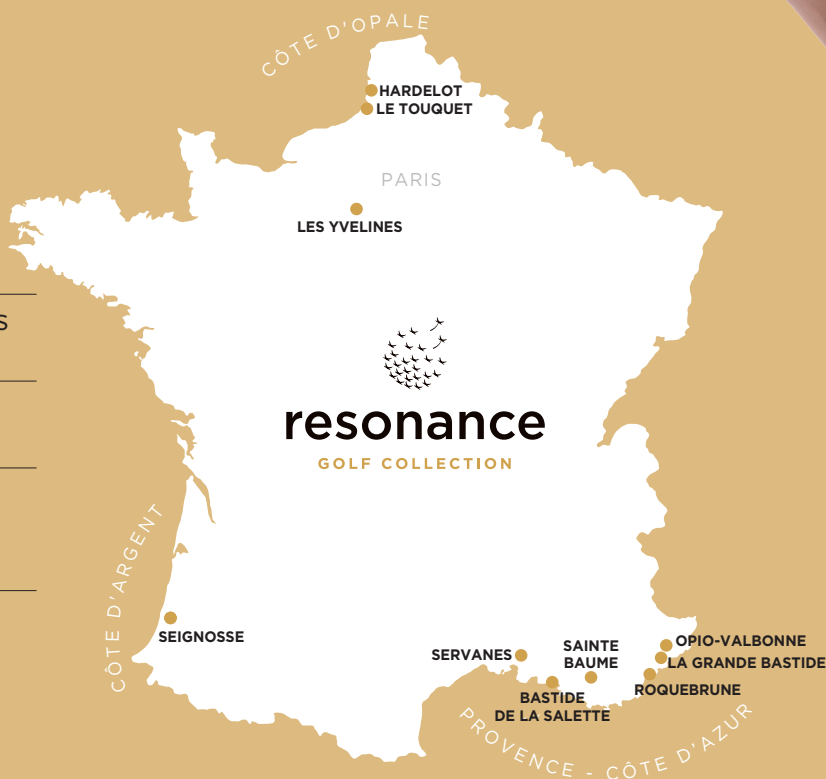 CÔTE D'OPALE
HARDELOT
LE TOUQUET
PARIS
LES YVELINES
S
resonance
GOLF COLLECTION
CÔTE D'ARGENT
SEIGNOSSE
SERVANES
SAINTE
BAUME
OPIO-VALBONNE
LA GRANDE BASTIDE
ROQUEBRUNE
BASTIDE
DE LA SALETTE
PROVENCE - CÔTE D'AZUR